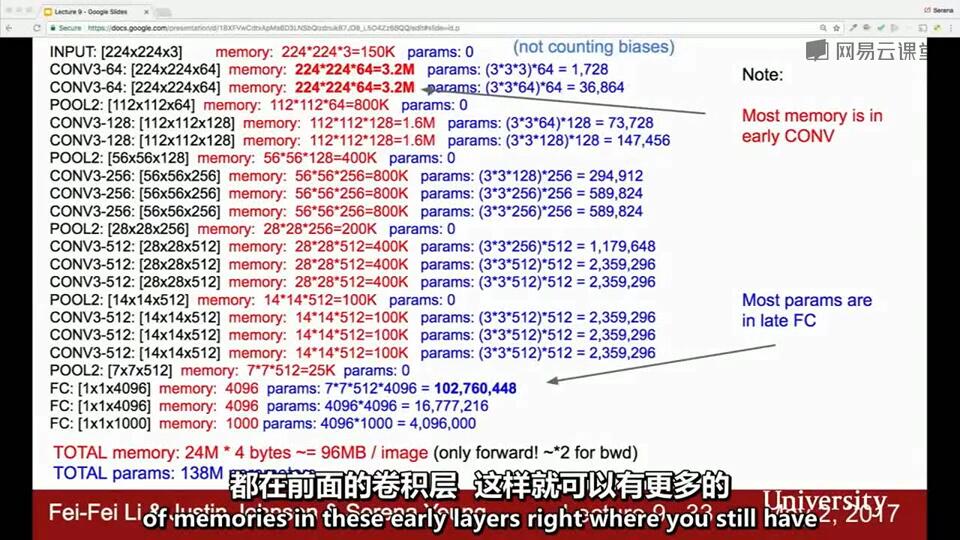 Lecture 9 - Google Slides
Serena
Secure
INPUT: [224x224x3] memory: 224*224*3=150K params: 0 (not counting biases)
网易云课堂
CONV3-64: [224x224x64] memory: 224*224*64=3.2M params: (3*3*3)*64 = 1,728
CONV3-64: [224x224x64] memory: 224*224*64=3.2M params: (3*3*64)*64 = 36,864
POOL2: [112x112x64] memory: 112*112*64=800K params: 0
CONV3-128: [112x112x128] memory: 112*112*128=1.6M params: (3*3*64)*128 = 73,728
CONV3-128: [112x112x128] memory: 112*112*128=1.6M params: (3*3*128)*128 = 147,456
POOL2: [56x56x128] memory: 56*56*128=400K params: 0
CONV3-256: [56x56x256] memory: 56*56*256=800K params: (3*3*128)*256 = 294,912
CONV3-256: [56x56x256] memory: 56*56*256=800K params: (3*3*256)*256 = 589,824
CONV3-256: [56x56x256] memory: 56*56*256=800K params: (3*3*256)*256 = 589,824
POOL2: [28x28x256] memory: 28*28*256=200K params: 0
CONV3-512: [28x28x512] memory: 28*28*512=400K params: (3*3*256)*512 = 1,179,648
CONV3-512: [28x28x512] memory: 28*28*512=400K params: (3*3*512)*512 = 2,359,296
CONV3-512: [28x28x512] memory: 28*28*512=400K params: (3*3*512)*512 = 2,359,296
POOL2: [14x14x512] memory: 14*14*512=100K params: 0
CONV3-512: [14x14x512] memory: 14*14*512=100K params: (3*3*512)*512 = 2,359,296
CONV3-512: [14x14x512] memory: 14*14*512=100K params: (3*3*512)*512 = 2,359,296
CONV3-512: [14x14x512] memory: 14*14*512=100K params: (3*3*512)*512 = 2,359,296
POOL2: [7x7x512] memory: 7*7*512=25K params: 0
FC: [1x1x4096] memory: 4096 params: 7*7*512*4096 = 102,760,448
FC: [1x1x4096] memory: 4096 params: 4096*4096 = 16,777,216
FC: [1x1x1000] memory: 1000 params: 4096*1000 = 4,096,000
Note:
Most memory is in
early CONV
Most params are
in late FC
TOTAL memory: 24M * 4 bytes ~= 96MB / image (only forward! ~*2 for bwd)
TOTAL params: 138M
都在前面的卷积层 这样就可以有更多的
of memories in these early layers right where you still have
Fei-Fei Li & Justin Johnson & Serena Yeung Lecture 9 - 33 May 2, 2017
University